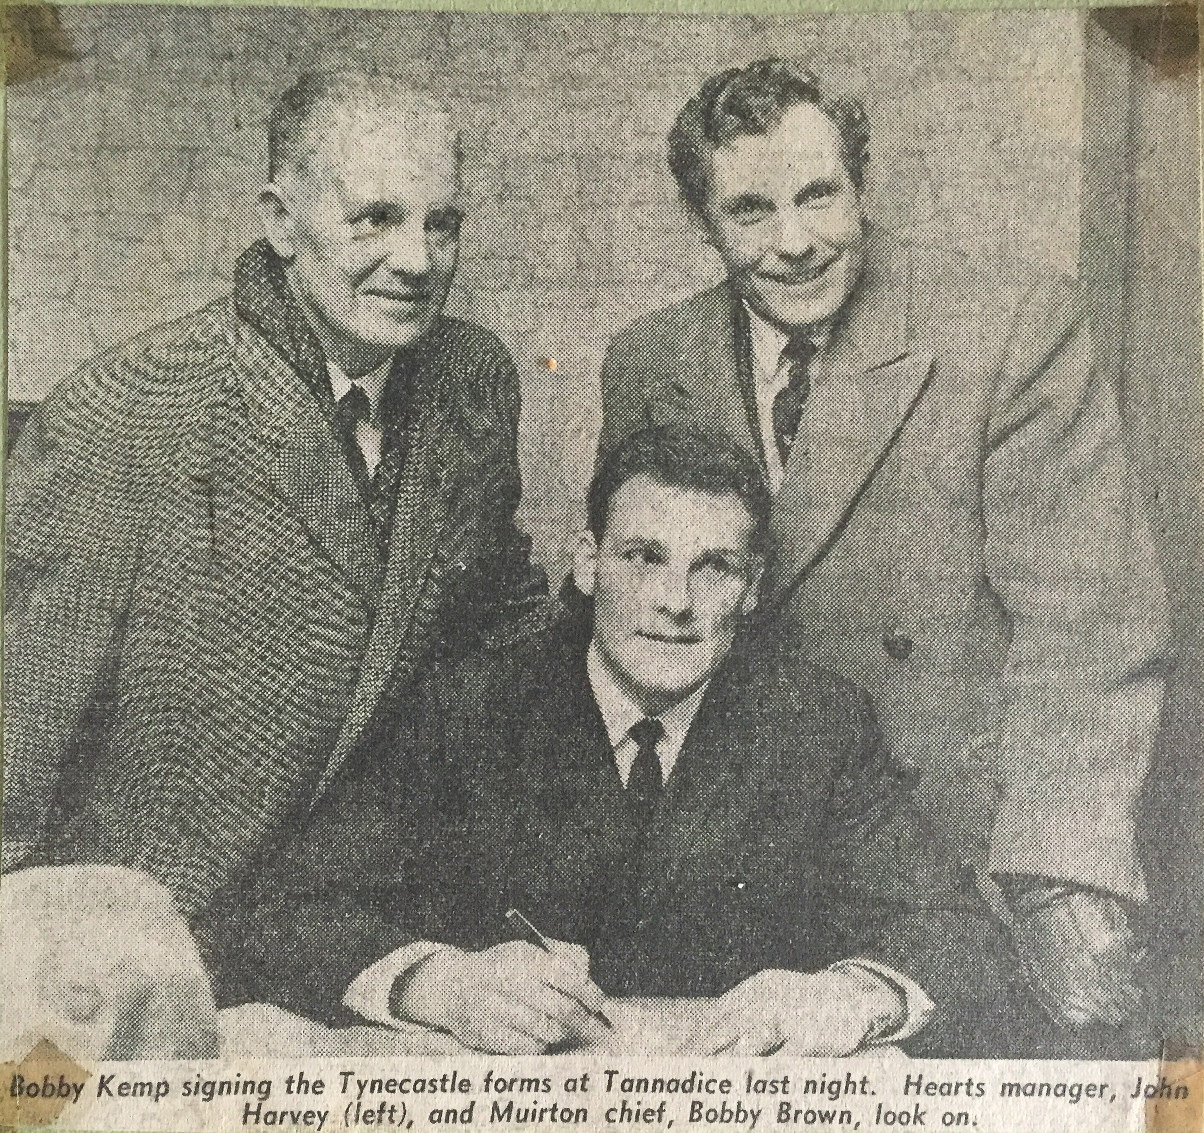 Bobby Kemp signing the Tynecastle forms at Tannadice last night. Hearts manager, John
Harvey (left), and Muirton chief, Bobby Brown, look on.